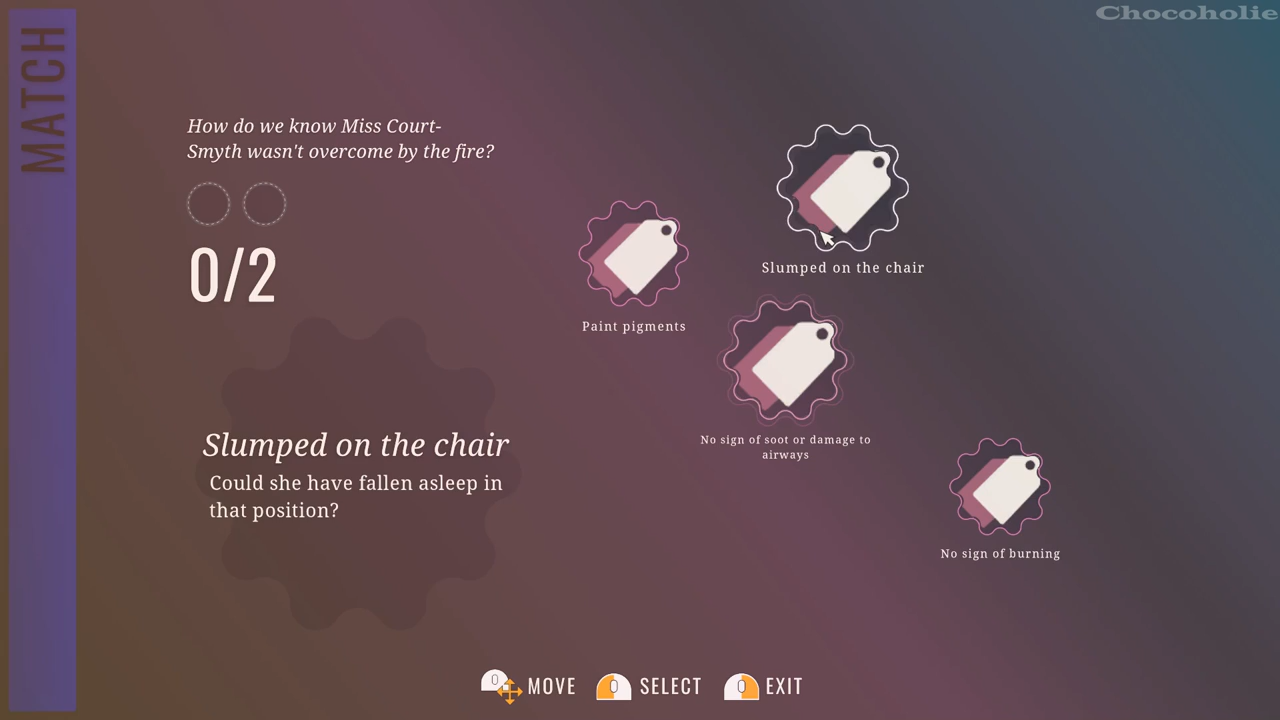 Chocoholie
MATCH
How do we know Miss Court-
Smyth wasn't overcome by the fire?
0/2
Slumped on the chair
Paint pigments
No sign of soot or damage to
airways
Slumped on the chair
Could she have fallen asleep in
that position?
No sign of burning
MOVE
SELECT
EXIT